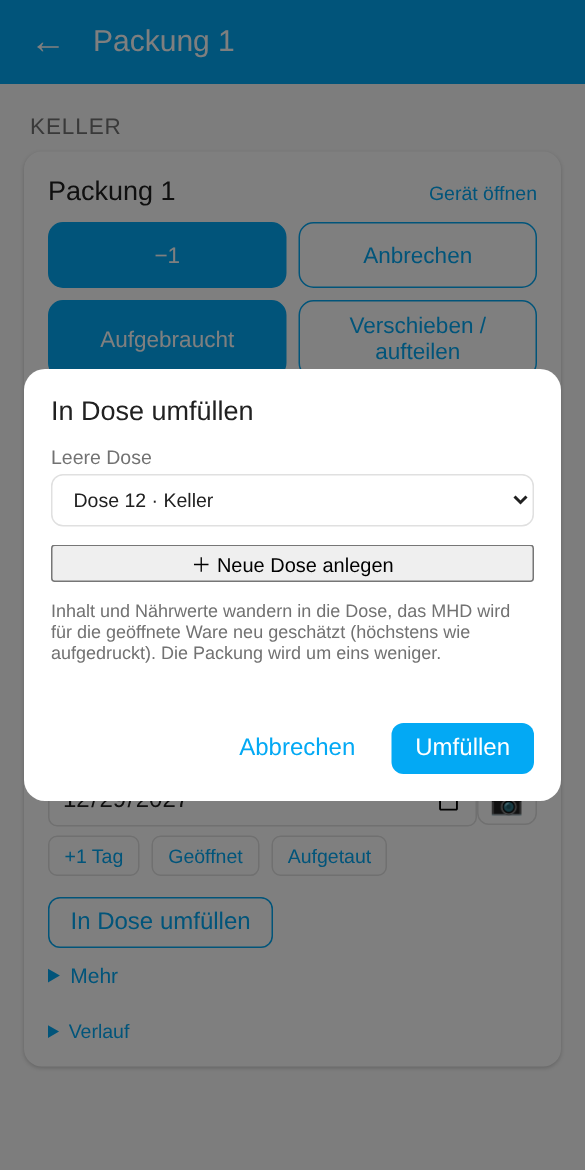 ← Packung 1
KELLER
Packung 1
Gerät öffnen
−1
Anbrechen
Aufgebraucht
Verschieben /
aufteilen
In Dose umfüllen
Leere Dose
Dose 12 · Keller
＋ Neue Dose anlegen
Inhalt und Nährwerte wandern in die Dose, das MHD wird
für die geöffnete Ware neu geschätzt (höchstens wie
aufgedruckt). Die Packung wird um eins weniger.
Abbrechen
Umfüllen
+1 Tag
Geöffnet
Aufgetaut
In Dose umfüllen
▶ Mehr
▶ Verlauf